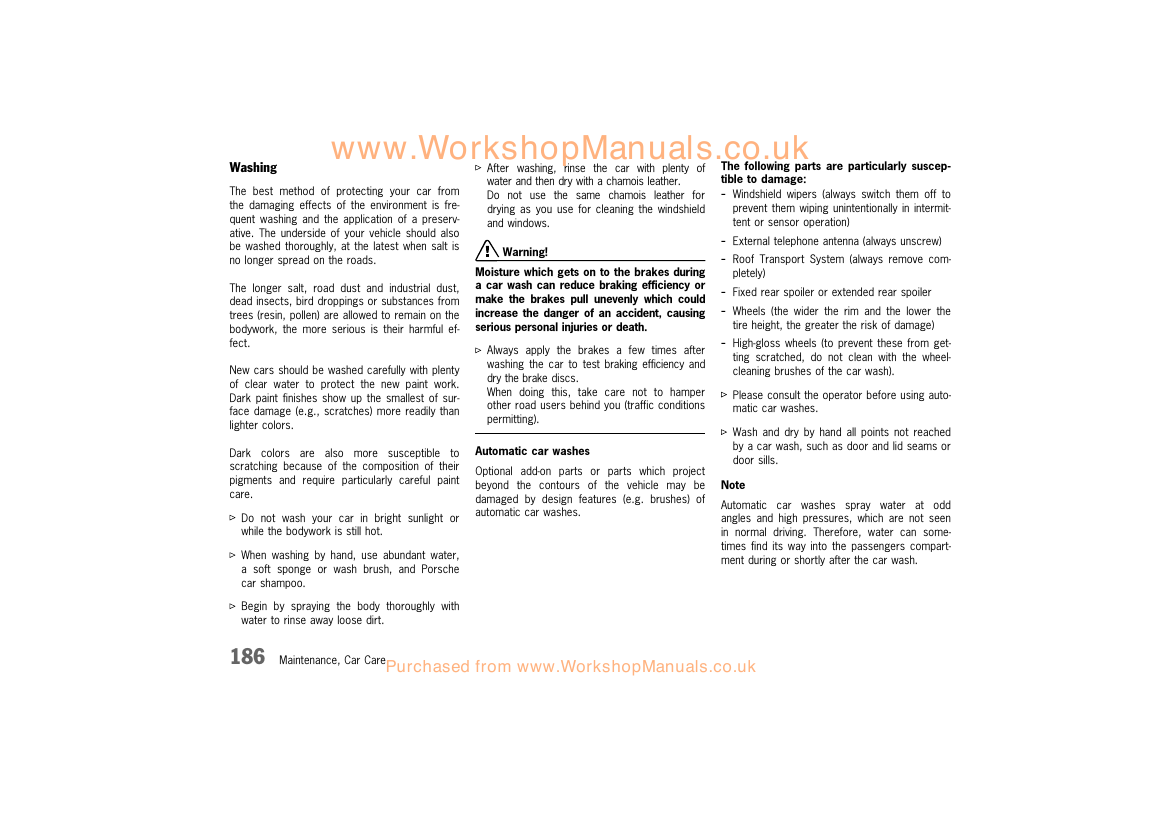 www.WorkshopManuals.co.uk
Washing
The best method of protecting your car from
the damaging effects of the environment is fre-
quent washing and the application of a preserv-
ative. The underside of your vehicle should also
be washed thoroughly, at the latest when salt is
no longer spread on the roads.
The longer salt, road dust and industrial dust,
dead insects, bird droppings or substances from
trees (resin, pollen) are allowed to remain on the
bodywork, the more serious is their harmful ef-
fect.
New cars should be washed carefully with plenty
of clear water to protect the new paint work.
Dark paint finishes show up the smallest of sur-
face damage (e.g., scratches) more readily than
lighter colors.
Dark colors are also more susceptible to
scratching because of the composition of their
pigments and require particularly careful paint
care.
▷ Do not wash your car in bright sunlight or
while the bodywork is still hot.
▷ When washing by hand, use abundant water,
a soft sponge or wash brush, and Porsche
car shampoo.
▷ Begin by spraying the body thoroughly with
water to rinse away loose dirt.
▷ After washing, rinse the car with plenty of
water and then dry with a chamois leather.
Do not use the same chamois leather for
drying as you use for cleaning the windshield
and windows.
Warning!
Moisture which gets on to the brakes during
a car wash can reduce braking efficiency or
make the brakes pull unevenly which could
increase the danger of an accident, causing
serious personal injuries or death.
▷ Always apply the brakes a few times after
washing the car to test braking efficiency and
dry the brake discs.
When doing this, take care not to hamper
other road users behind you (traffic conditions
permitting).
Automatic car washes
Optional add-on parts or parts which project
beyond the contours of the vehicle may be
damaged by design features (e.g. brushes) of
automatic car washes.
The following parts are particularly suscep-
tible to damage:
- Windshield wipers (always switch them off to
prevent them wiping unintentionally in intermit-
tent or sensor operation)
- External telephone antenna (always unscrew)
- Roof Transport System (always remove com-
pletely)
- Fixed rear spoiler or extended rear spoiler
- Wheels (the wider the rim and the lower the
tire height, the greater the risk of damage)
- High-gloss wheels (to prevent these from get-
ting scratched, do not clean with the wheel-
cleaning brushes of the car wash).
▷ Please consult the operator before using auto-
matic car washes.
▷ Wash and dry by hand all points not reached
by a car wash, such as door and lid seams or
door sills.
Note
Automatic car washes spray water at odd
angles and high pressures, which are not seen
in normal driving. Therefore, water can some-
times find its way into the passengers compart-
ment during or shortly after the car wash.
186 Maintenance, Car Care
Purchased from www.WorkshopManuals.co.uk